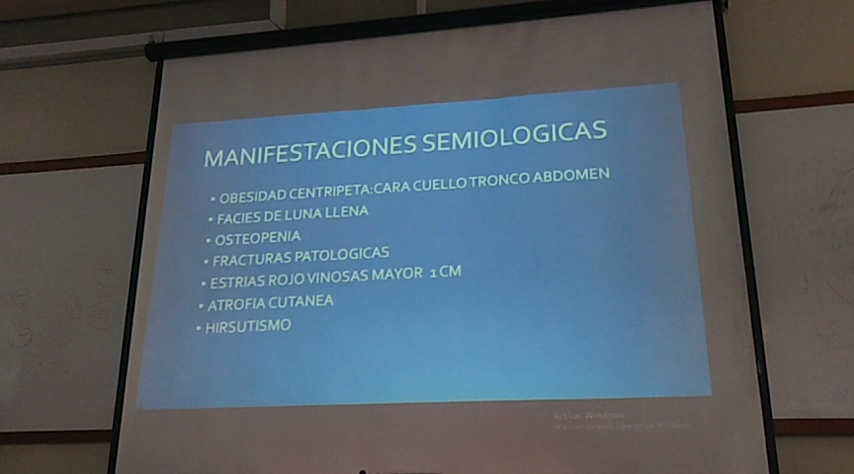 MANIFESTACIONES SEMIOLOGICAS
• OBESIDAD CENTRIPETA:CARA CUELLO TRONCO ABDOMEN
• FACIES DE LUNA LLENA
• OSTEOPENIA
• FRACTURAS PATOLOGICAS
• ESTRIAS ROJO VINOSAS MAYOR 1 CM
• ATROFIA CUTANEA
• HIRSUTISMO
Activar Windows